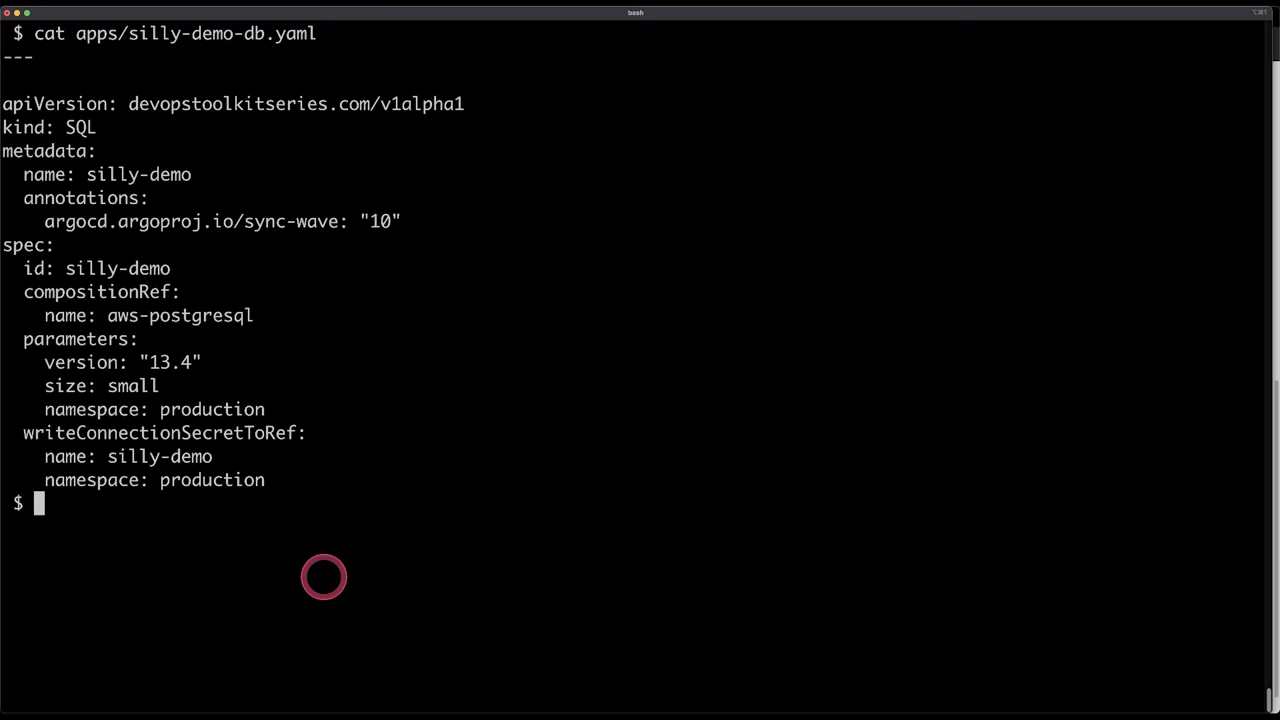 bash
⌥⌘1
$ cat apps/silly-demo-db.yaml
---
apiVersion: devopstoolkitseries.com/v1alpha1
kind: SQL
metadata:
  name: silly-demo
  annotations:
    argocd.argoproj.io/sync-wave: "10"
spec:
  id: silly-demo
  compositionRef:
    name: aws-postgresql
  parameters:
    version: "13.4"
    size: small
    namespace: production
  writeConnectionSecretToRef:
    name: silly-demo
    namespace: production
$